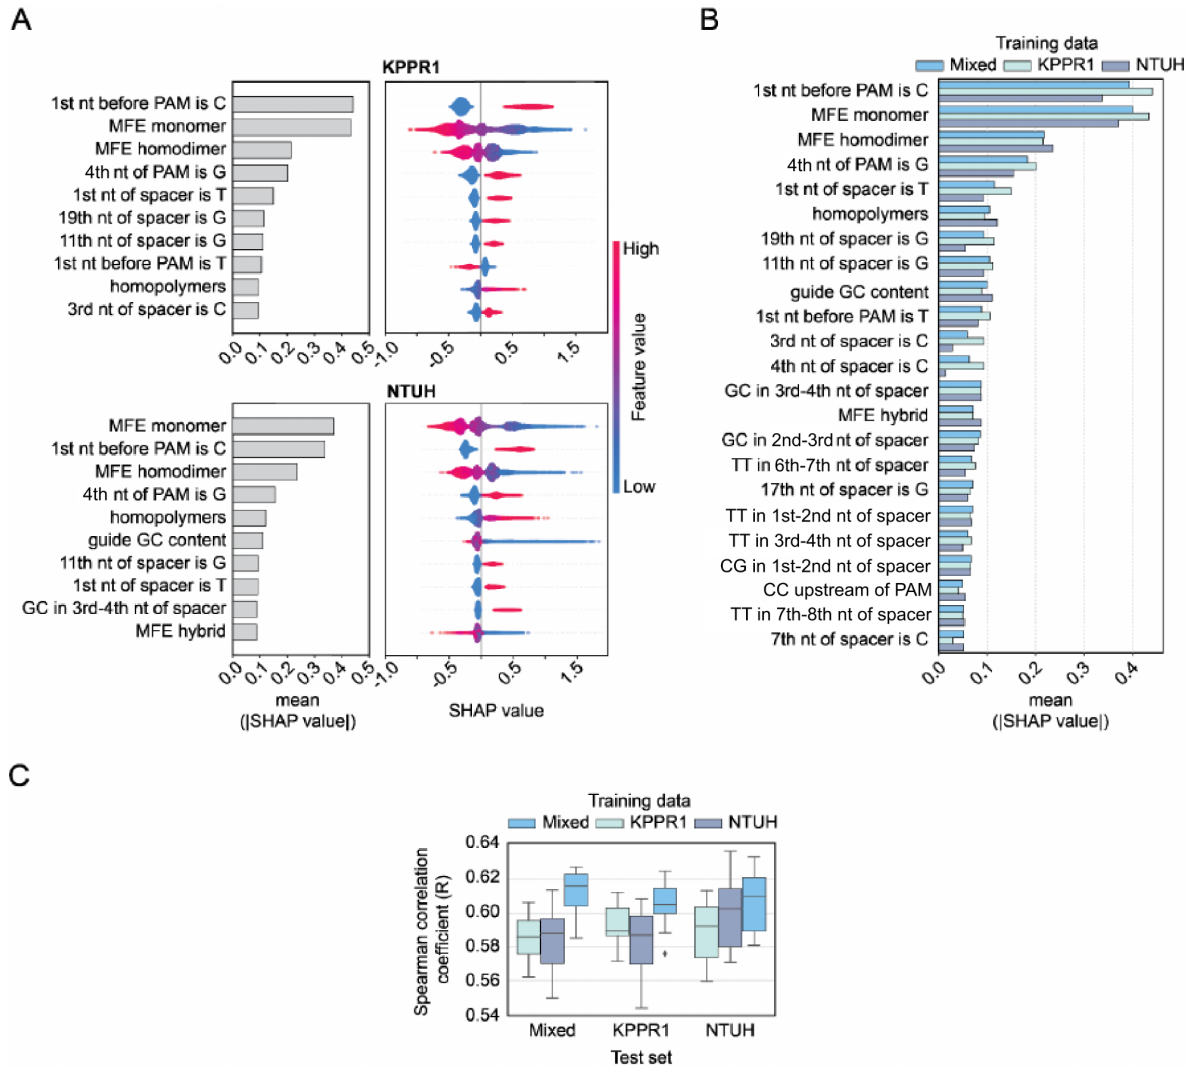 A
KPPR1
1st nt before PAM is C
MFE monomer
MFE homodimer
4th nt of PAM is G
1st nt of spacer is T
19th nt of spacer is G
11th nt of spacer is G
1st nt before PAM is T
homopolymers
3rd nt of spacer is C
0.0 0.1 0.2 0.3 0.4 0.5
-1.0 -0.5 0.5 1.5
High
Feature value
Low
NTUH
MFE monomer
1st nt before PAM is C
MFE homodimer
4th nt of PAM is G
homopolymers
guide GC content
11th nt of spacer is G
1st nt of spacer is T
GC in 3rd-4th nt of spacer
MFE hybrid
0.0 0.1 0.2 0.3 0.4 0.5
-1.0 -0.5 0.5 1.5
mean
(|SHAP value|)
SHAP value
B
Training data
Mixed KPPR1 NTUH
1st nt before PAM is C
MFE monomer
MFE homodimer
4th nt of PAM is G
1st nt of spacer is T
homopolymers
19th nt of spacer is G
11th nt of spacer is G
guide GC content
1st nt before PAM is T
3rd nt of spacer is C
4th nt of spacer is C
GC in 3rd-4th nt of spacer
MFE hybrid
GC in 2nd-3rd nt of spacer
TT in 6th-7th nt of spacer
17th nt of spacer is G
TT in 1st-2nd nt of spacer
TT in 3rd-4th nt of spacer
CG in 1st-2nd nt of spacer
CC upstream of PAM
TT in 7th-8th nt of spacer
7th nt of spacer is C
0.0 0.1 0.2 0.3 0.4
mean
(|SHAP value|)
C
Training data
Mixed KPPR1 NTUH
Spearman correlation
coefficient (R)
0.64
0.62
0.60
0.58
0.56
0.54
Mixed KPPR1 NTUH
Test set